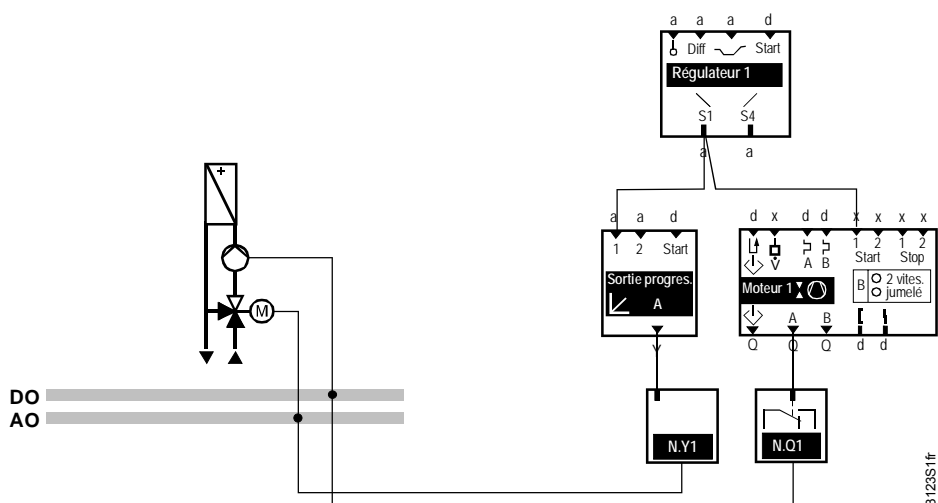 a a a d
Diff Start
Régulateur 1
S1 S4
a a
+
a a d
1 2 Start
Sortie progres.
A
d x d d x x x x
A B
1 2 1 2
Start Stop
Moteur 1
B 2 vites.
jumelé
A B
Q Q Q d d
M
DO
AO
N.Y1
N.Q1
3123S1fr